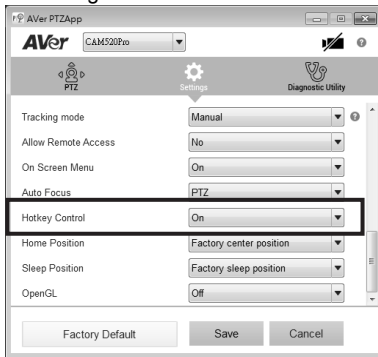 AVer PTZApp
AVer CAM520Pro
PTZ Settings Diagnostic Utility
Tracking mode Manual
Allow Remote Access No
On Screen Menu On
Auto Focus PTZ
Hotkey Control On
Home Position Factory center position
Sleep Position Factory sleep position
OpenGL Off
Factory Default Save Cancel